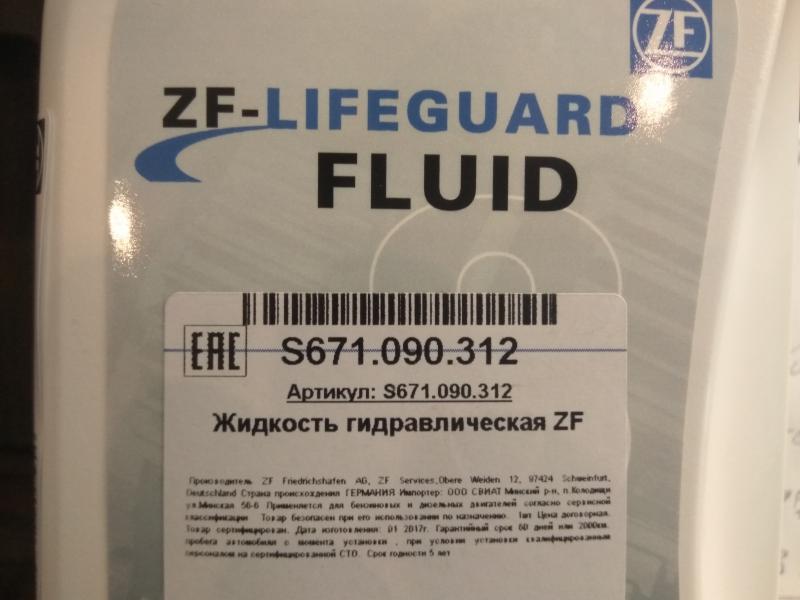 ZF
ZF-LIFEGUARD
FLUID
EAC
S671.090.312
Артикул: S671.090.312
Жидкость гидравлическая ZF
Производитель ZF Friedrichshafen AG, ZF Services,Obere Weiden 12, 97424 Schweinfurt,
Deutschland Страна происхождения ГЕРМАНИЯ Импортер: ООО СВИАТ Минский р-н, п.Колодищи
ул.Минская 56-6 Применяется для бензиновых и дизельных двигателей согласно сервисной
классификации Товар безопасен при его использовании по назначению. 1шт Цена договорная.
Товар сертифицирован. Дата изготовления: 01 2017г. Гарантийный срок 60 дней или 2000км.
пробега автомобиля с момента установки , при условии установки квалифицированным
персоналом на сертифицированной СТО. Срок годности 5 лет